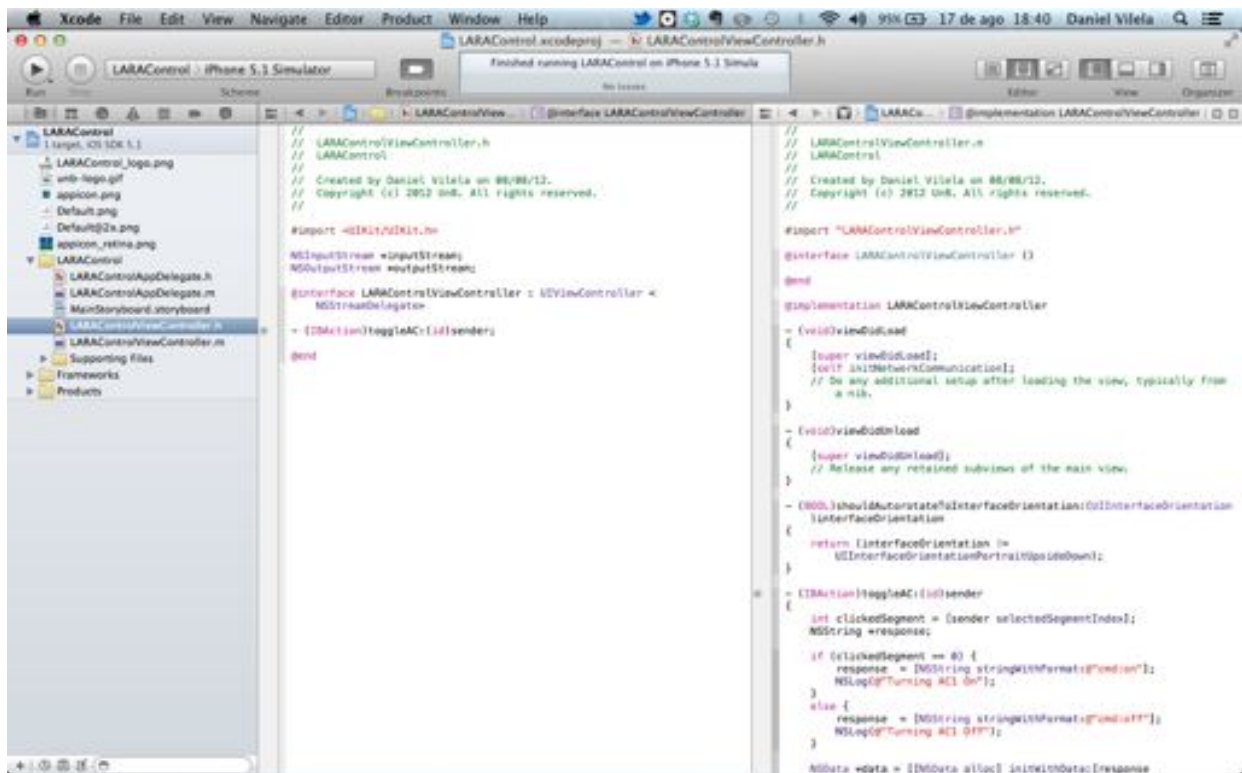 Xcode File Edit View Navigate Editor Product Window Help 95% 17 de ago 18:40 Daniel Vilela
LARAControl.xcodeproj — LARAControlViewController.h
Run Stop LARAControl iPhone 5.1 Simulator Scheme Breakpoints
Finished running LARAControl on iPhone 5.1 Simula
No Issues
Editor View Organizer
LARAControlView... @interface LARAControlViewController
LARACo... @implementation LARAControlViewController
LARAControl
1 target, iOS SDK 5.1
LARAControl_logo.png
unb-logo.gif
appicon.png
Default.png
Default@2x.png
appicon_retina.png
LARAControl
LARAControlAppDelegate.h
LARAControlAppDelegate.m
MainStoryboard.storyboard
LARAControlViewController.h
LARAControlViewController.m
Supporting Files
Frameworks
Products
//
// LARAControlViewController.h
// LARAControl
//
// Created by Daniel Vilela on 08/08/12.
// Copyright (c) 2012 UnB. All rights reserved.
//
#import <UIKit/UIKit.h>
NSInputStream *inputStream;
NSOutputStream *outputStream;
@interface LARAControlViewController : UIViewController <
NSStreamDelegate>
- (IBAction)toggleAC:(id)sender;
@end
//
// LARAControlViewController.m
// LARAControl
//
// Created by Daniel Vilela on 08/08/12.
// Copyright (c) 2012 UnB. All rights reserved.
//
#import "LARAControlViewController.h"
@interface LARAControlViewController ()
@end
@implementation LARAControlViewController
- (void)viewDidLoad
{
[super viewDidLoad];
[self initNetworkCommunication];
// Do any additional setup after loading the view, typically from
a nib.
}
- (void)viewDidUnload
{
[super viewDidUnload];
// Release any retained subviews of the main view.
}
- (BOOL)shouldAutorotateToInterfaceOrientation:(UIInterfaceOrientation
)interfaceOrientation
{
return (interfaceOrientation !=
UIInterfaceOrientationPortraitUpsideDown);
}
- (IBAction)toggleAC:(id)sender
{
int clickedSegment = [sender selectedSegmentIndex];
NSString *response;
if (clickedSegment == 0) {
response = [NSString stringWithFormat:@"cmd:on"];
NSLog(@"Turning AC1 On");
}
else {
response = [NSString stringWithFormat:@"cmd:off"];
NSLog(@"Turning AC1 Off");
}
NSData *data = [[NSData alloc] initWithData:[response